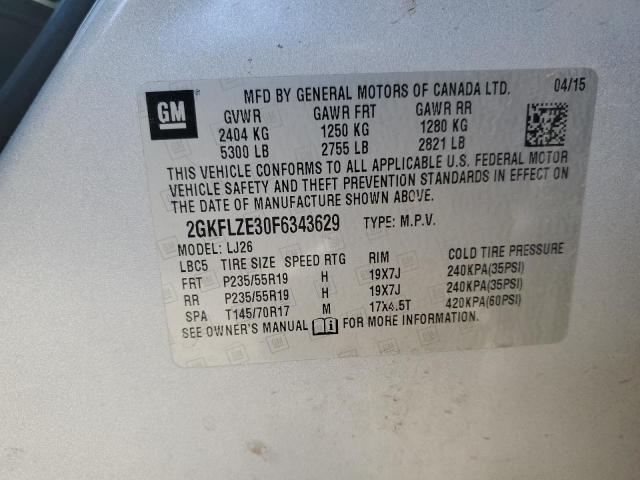 GM
MFD BY GENERAL MOTORS OF CANADA LTD. 04/15
GVWR GAWR FRT GAWR RR
2404 KG 1250 KG 1280 KG
5300 LB 2755 LB 2821 LB
THIS VEHICLE CONFORMS TO ALL APPLICABLE U.S. FEDERAL MOTOR
VEHICLE SAFETY AND THEFT PREVENTION STANDARDS IN EFFECT ON
THE DATE OF MANUFACTURE SHOWN ABOVE.
2GKFLZE30F6343629 TYPE: M.P.V.
MODEL: LJ26
LBC5 TIRE SIZE SPEED RTG RIM COLD TIRE PRESSURE
FRT P235/55R19 H 19X7J 240KPA(35PSI)
RR P235/55R19 H 19X7J 240KPA(35PSI)
SPA T145/70R17 M 17X4.5T 420KPA(60PSI)
SEE OWNER'S MANUAL FOR MORE INFORMATION.